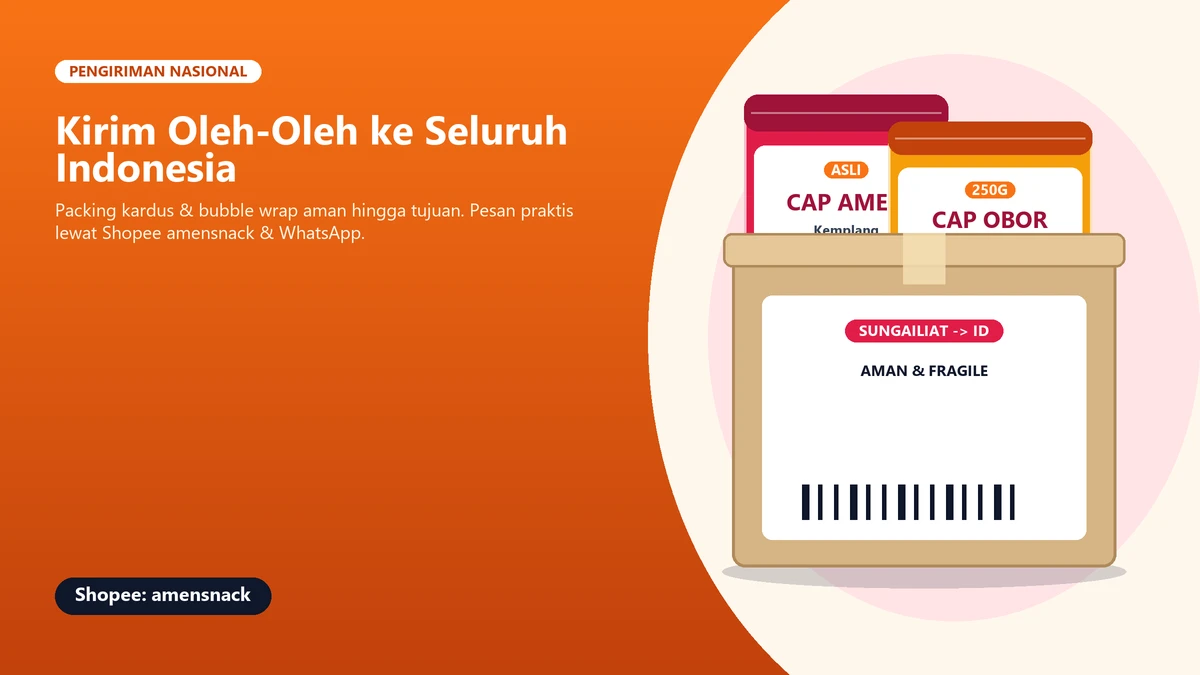 PENGIRIMAN NASIONAL
Kirim Oleh-Oleh ke Seluruh
Indonesia
Packing kardus & bubble wrap aman hingga tujuan. Pesan praktis
lewat Shopee amensnack & WhatsApp.
Shopee: amensnack
ASLI
CAP AME
Kemplang
250G
CAP OBOR
SUNGAILIAT -> ID
AMAN & FRAGILE